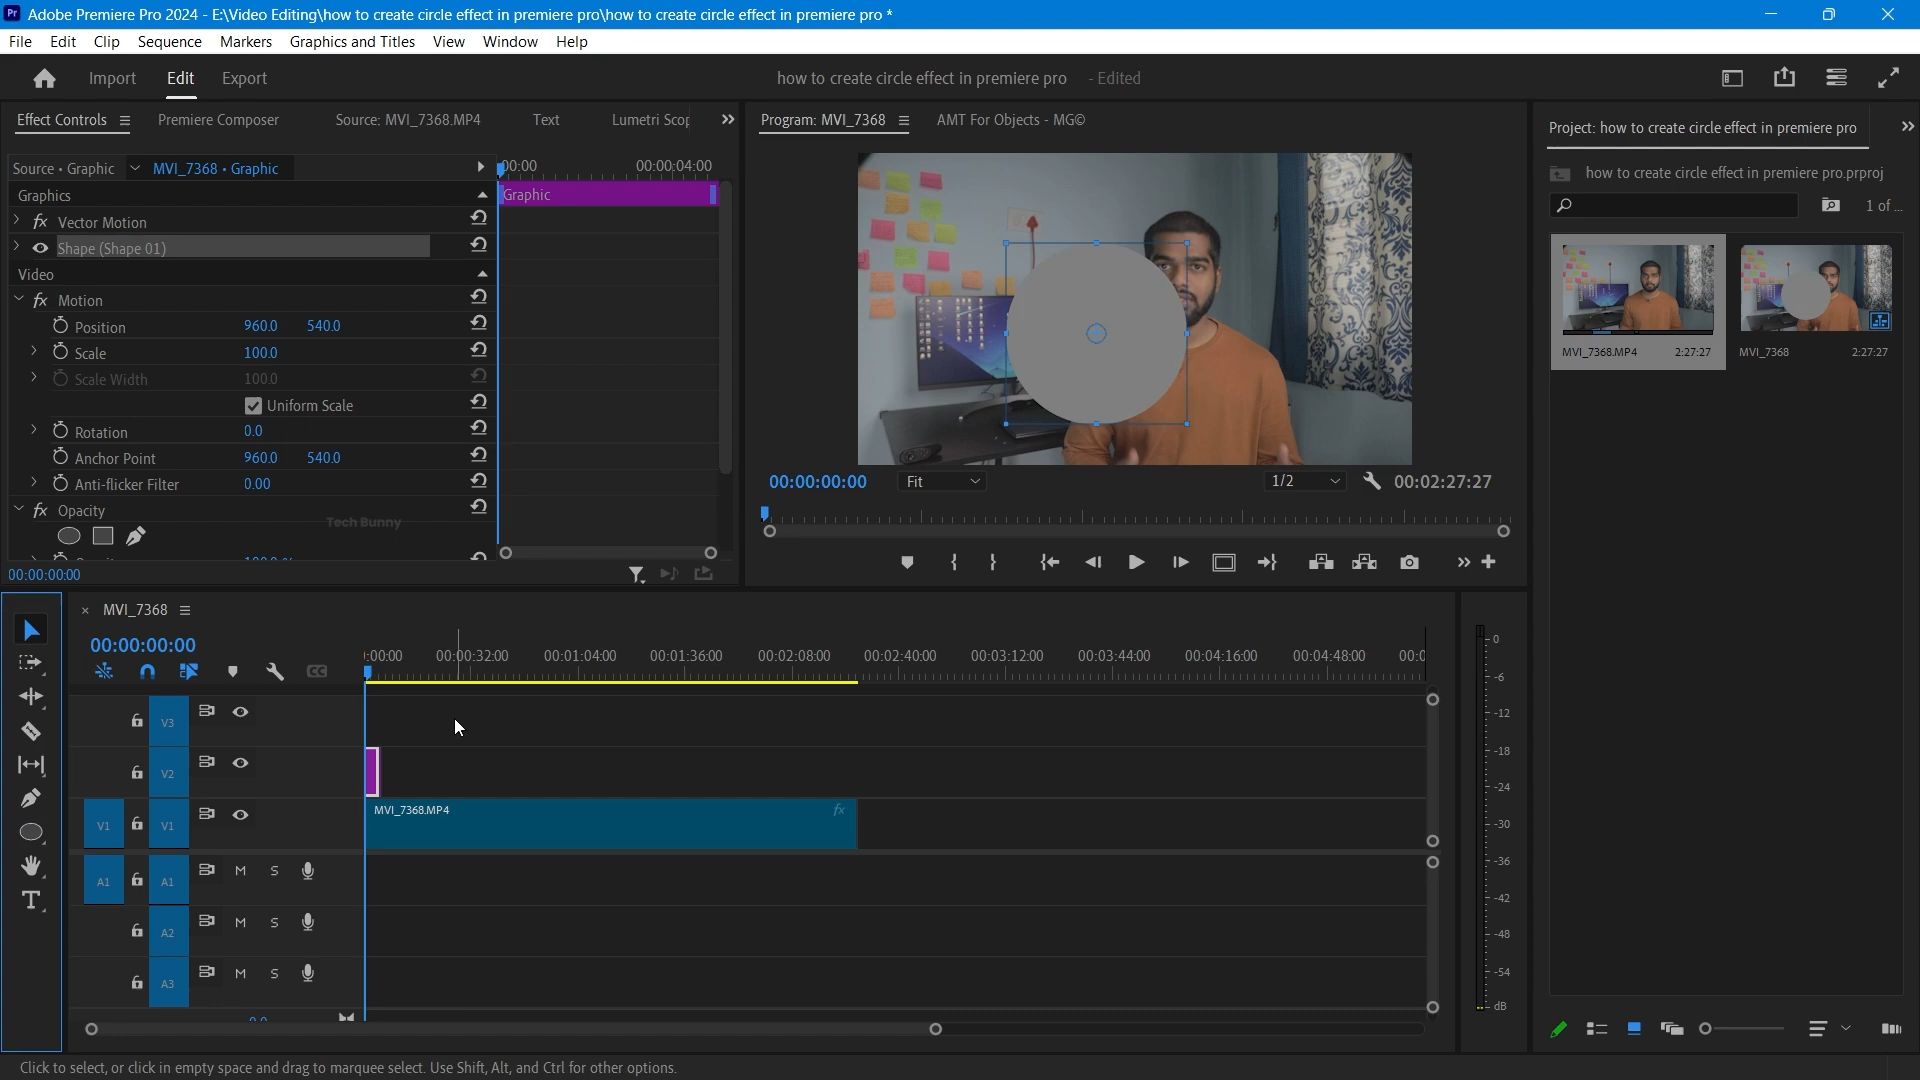 Adobe Premiere Pro 2024 - E:\Video Editing\how to create circle effect in premiere pro\how to create circle effect in premiere pro *
File Edit Clip Sequence Markers Graphics and Titles View Window Help
Import Edit Export
how to create circle effect in premiere pro - Edited
Effect Controls Premiere Composer Source: MVI_7368.MP4 Text Lumetri Scop
Program: MVI_7368 AMT For Objects - MG©
Project: how to create circle effect in premiere pro
Source • Graphic MVI_7368 • Graphic
:00:00 00:00:04:00
how to create circle effect in premiere pro.prproj
Graphics
Graphic
1 of ...
fx Vector Motion
Shape (Shape 01)
Video
fx Motion
Position 960.0 540.0
Scale 100.0
MVI_7368.MP4 2:27:27
MVI_7368 2:27:27
Scale Width 100.0
Uniform Scale
Rotation 0.0
Anchor Point 960.0 540.0
Anti-flicker Filter 0.00
00:00:00:00 Fit 1/2 00:02:27:27
fx Opacity
Tech Bunny
00:00:00:00
× MVI_7368
00:00:00:00
:00:00 00:00:32:00 00:01:04:00 00:01:36:00 00:02:08:00 00:02:40:00 00:03:12:00 00:03:44:00 00:04:16:00 00:04:48:00 00:0
CC
V3
V2
V1 V1
MVI_7368.MP4 fx
A1 A1 M S
A2 M S
A3 M S
0
-6
-12
-18
-24
-30
-36
-42
-48
-54
dB
Click to select, or click in empty space and drag to marquee select. Use Shift, Alt, and Ctrl for other options.